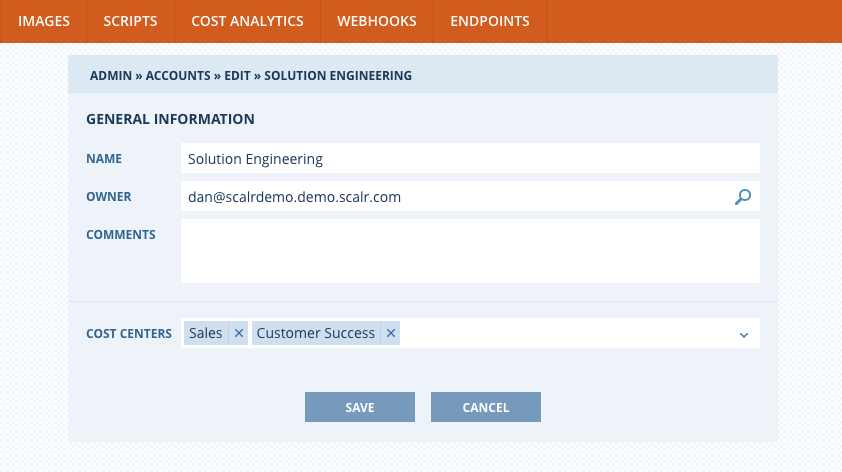 IMAGES SCRIPTS COST ANALYTICS WEBHOOKS ENDPOINTS
ADMIN » ACCOUNTS » EDIT » SOLUTION ENGINEERING
GENERAL INFORMATION
NAME Solution Engineering
OWNER dan@scalrdemo.demo.scalr.com
COMMENTS
COST CENTERS Sales × Customer Success ×
SAVE CANCEL